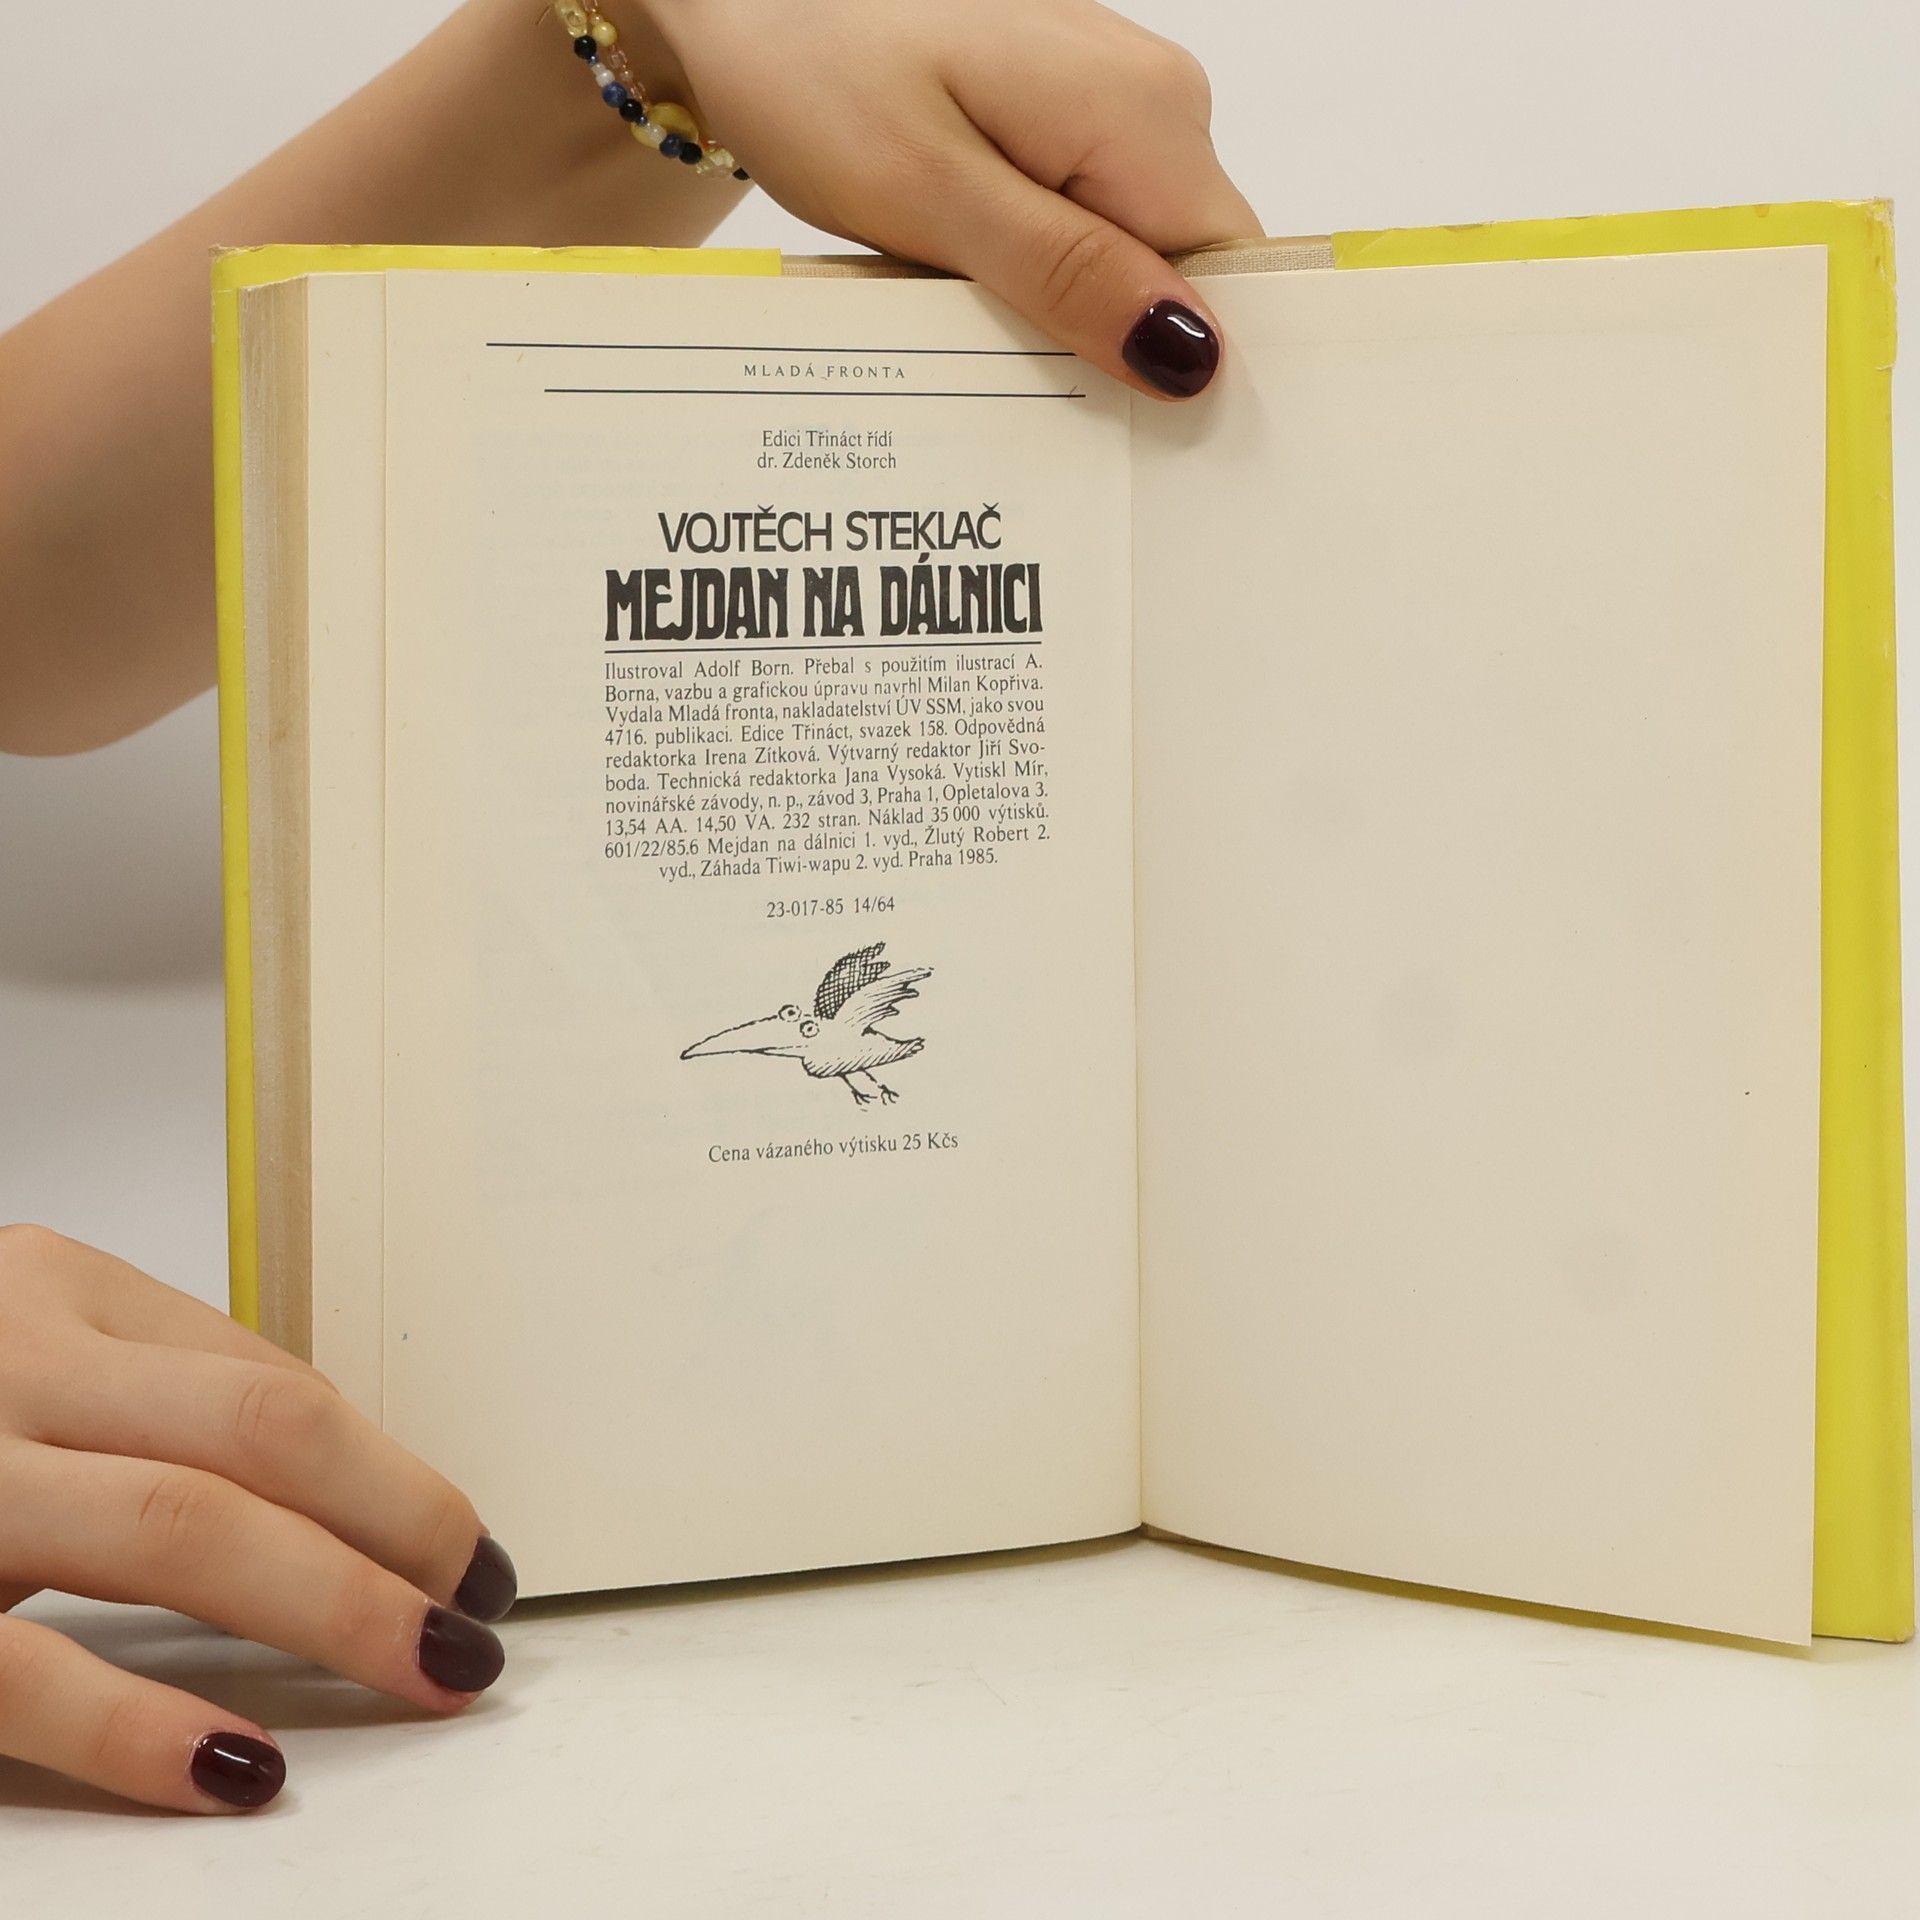 MLADÁ FRONTA
Edici Třináct řídí
dr. Zdeněk Storch
VOJTĚCH STEKLAČ
MEJDAN NA DÁLNICI
Ilustroval Adolf Born. Přebal s použitím ilustrací A.
Borna, vazbu a grafickou úpravu navrhl Milan Kopřiva.
Vydala Mladá fronta, nakladatelství ÚV SSM, jako svou
4716. publikaci. Edice Třináct, svazek 158. Odpovědná
redaktorka Irena Zítková. Výtvarný redaktor Jiří Svo-
boda. Technická redaktorka Jana Vysoká. Vytiskl Mír,
novinářské závody, n. p., závod 3, Praha 1, Opletalova 3.
13,54 AA. 14,50 VA. 232 stran. Náklad 35 000 výtisků.
601/22/85.6 Mejdan na dálnici 1. vyd., Žlutý Robert 2.
vyd., Záhada Tiwi-wapu 2. vyd. Praha 1985.
23-017-85 14/64
Cena vázaného výtisku 25 Kčs